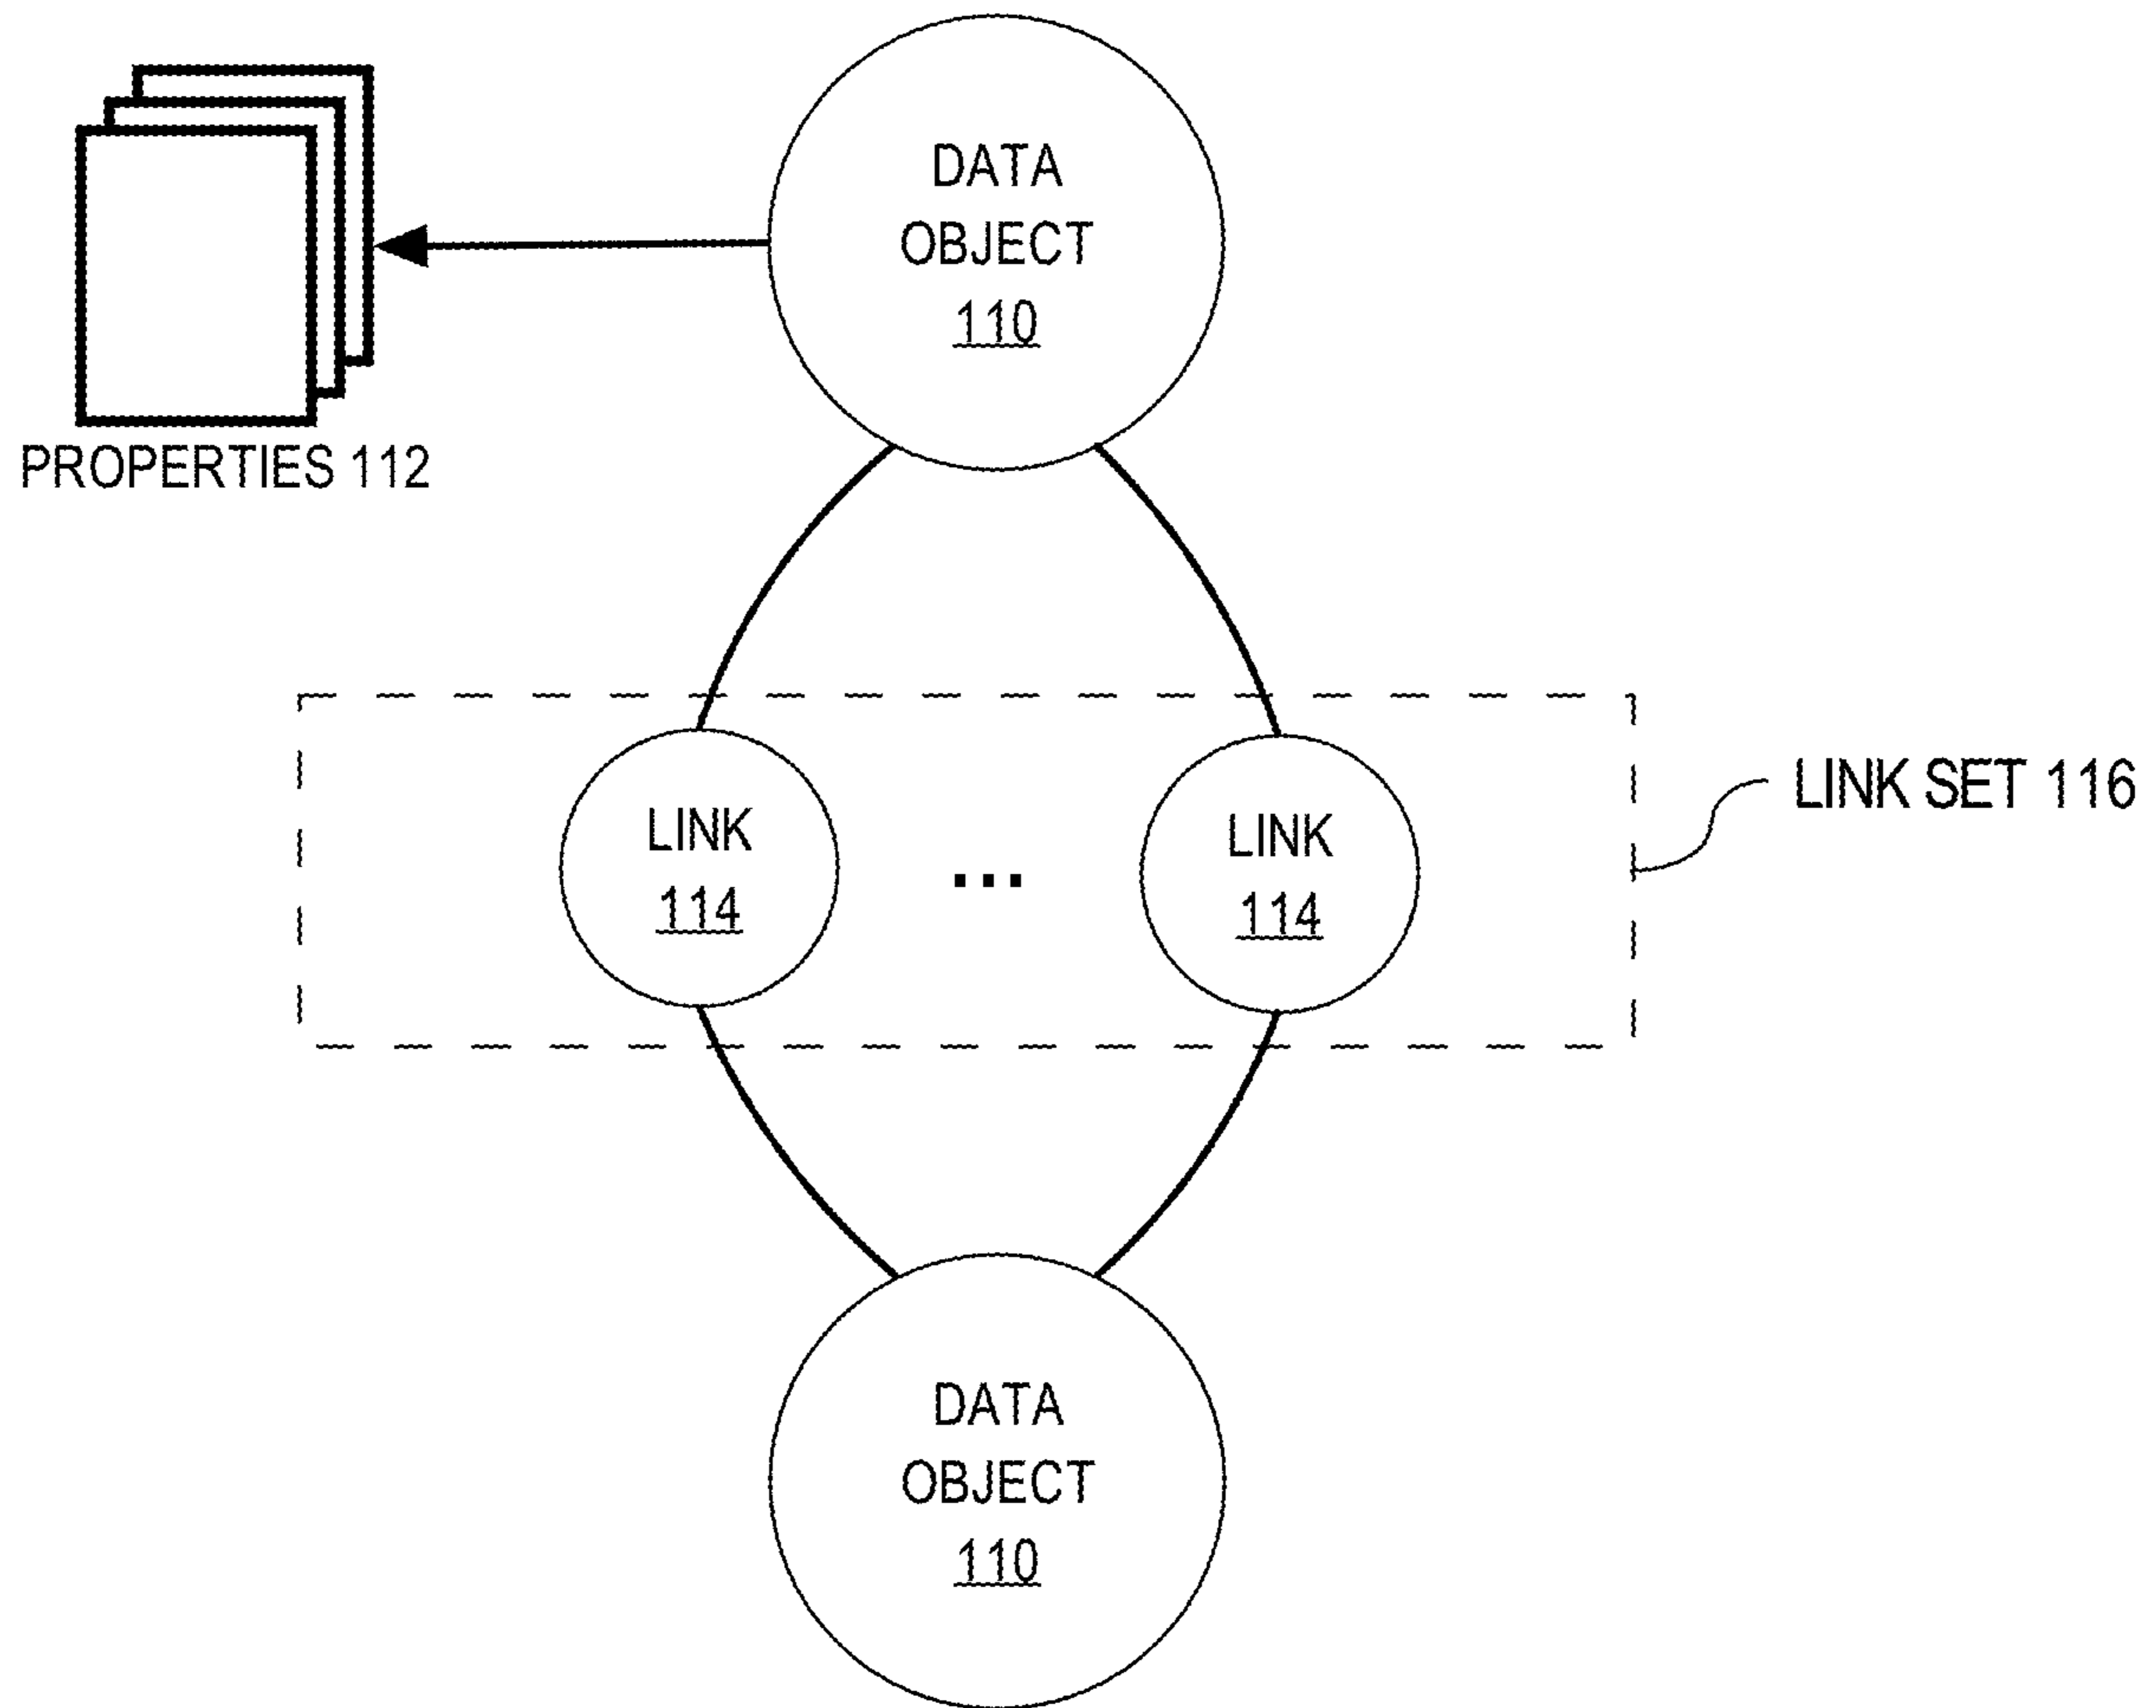 DATA
OBJECT
110
PROPERTIES 112
LINK
114
...
LINK
114
LINK SET 116
DATA
OBJECT
110